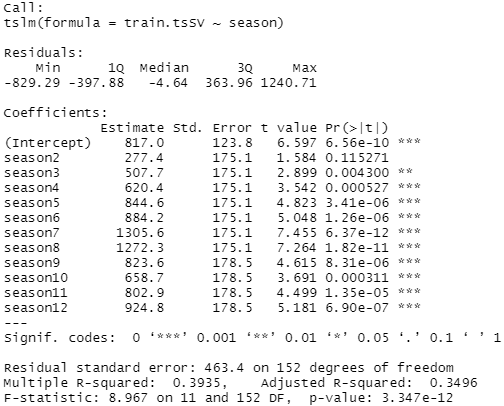 Call:
tslm(formula = train.tsSV ~ season)
Residuals:
Min 1Q Median 3Q Max
-829.29 -397.88 -4.64 363.96 1240.71
Coefficients:
Estimate Std. Error t value Pr(>|t|)
(Intercept) 817.0 123.8 6.597 6.56e-10 ***
season2 277.4 175.1 1.584 0.115271
season3 507.7 175.1 2.899 0.004300 **
season4 620.4 175.1 3.542 0.000527 ***
season5 844.6 175.1 4.823 3.41e-06 ***
season6 884.2 175.1 5.048 1.26e-06 ***
season7 1305.6 175.1 7.455 6.37e-12 ***
season8 1272.3 175.1 7.264 1.82e-11 ***
season9 823.6 178.5 4.615 8.31e-06 ***
season10 658.7 178.5 3.691 0.000311 ***
season11 802.9 178.5 4.499 1.35e-05 ***
season12 924.8 178.5 5.181 6.90e-07 ***
---
Signif. codes: 0 ‘***’ 0.001 ‘**’ 0.01 ‘*’ 0.05 ‘.’ 0.1 ‘ ’ 1
Residual standard error: 463.4 on 152 degrees of freedom
Multiple R-squared: 0.3935, Adjusted R-squared: 0.3496
F-statistic: 8.967 on 11 and 152 DF, p-value: 3.347e-12